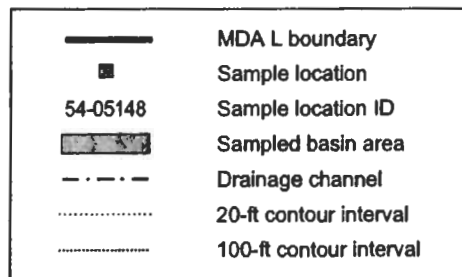 MDA L boundary
Sample location
54-05148 Sample location ID
Sampled basin area
Drainage channel
20-ft contour interval
100-ft contour interval